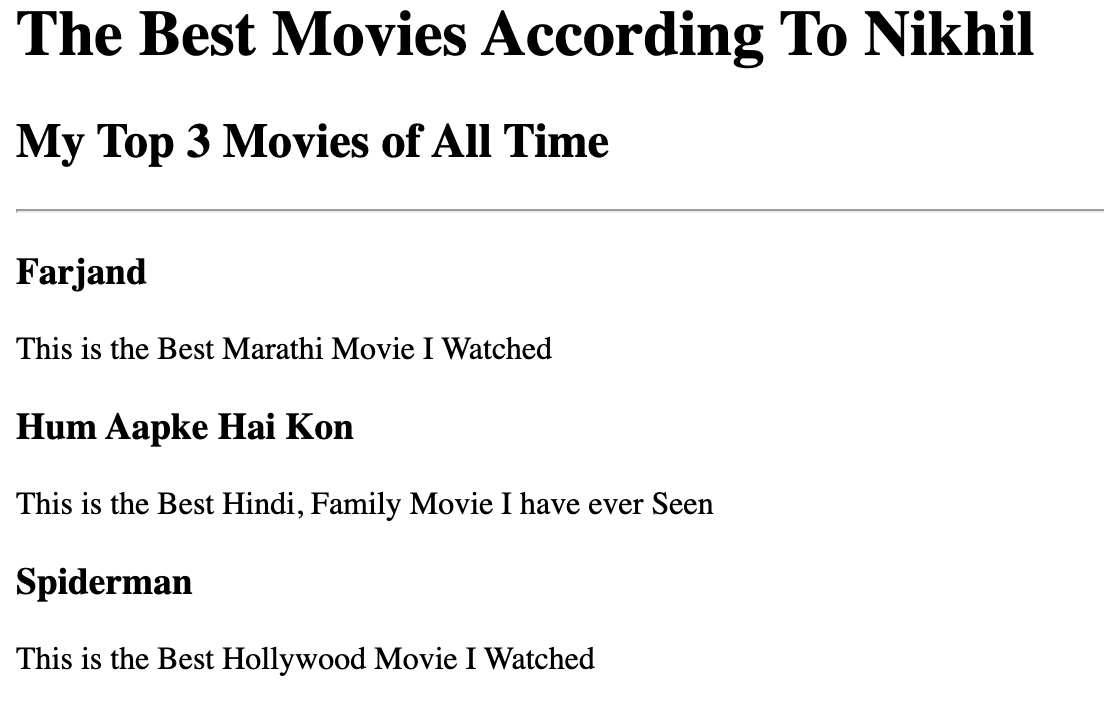 The Best Movies According To Nikhil
My Top 3 Movies of All Time
Farjand
This is the Best Marathi Movie I Watched
Hum Aapke Hai Kon
This is the Best Hindi, Family Movie I have ever Seen
Spiderman
This is the Best Hollywood Movie I Watched